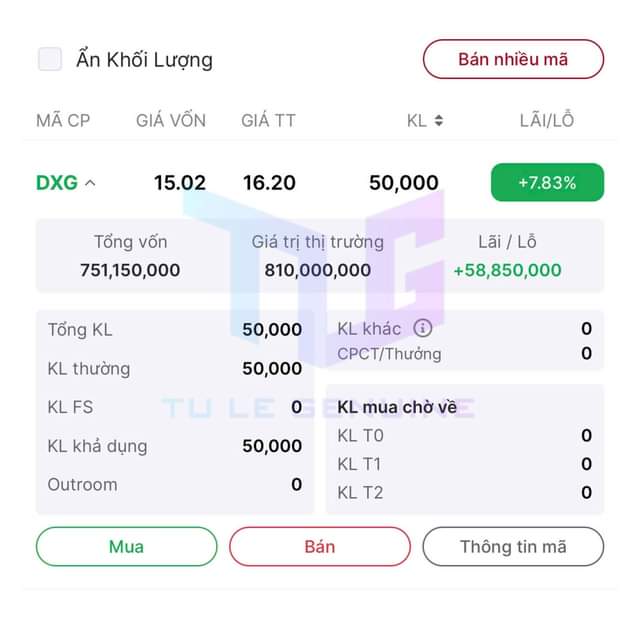 Ẩn Khối Lượng
Bán nhiều mã
MÃ CP GIÁ VỐN GIÁ TT KL LÃI/LỖ
DXG 15.02 16.20 50,000 +7.83%
Tổng vốn Giá trị thị trường Lãi / Lỗ
751,150,000 810,000,000 +58,850,000
Tổng KL 50,000
KL thường 50,000
KL FS 0
KL khả dụng 50,000
Outroom 0
KL khác 0
CPCT/Thưởng 0
KL mua chờ về
KL T0 0
KL T1 0
KL T2 0
TU LE GENUINE
Mua Bán Thông tin mã